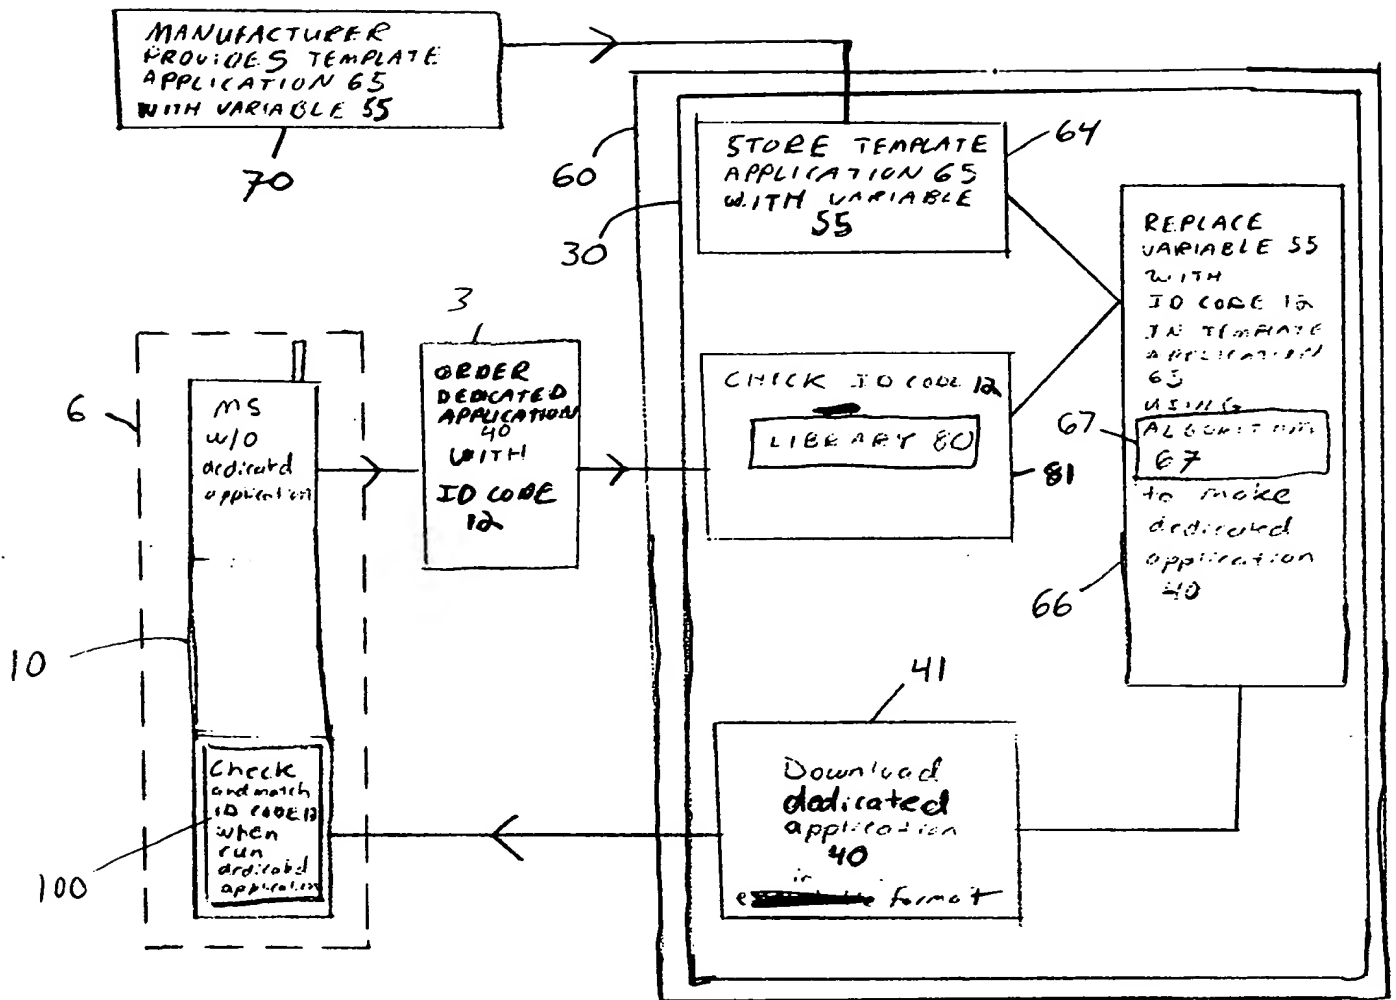 MANUFACTURER
PROVIDES TEMPLATE
APPLICATION 65
WITH VARIABLE 55
70
60
30
STORE TEMPLATE
APPLICATION 65
WITH VARIABLE
55
64
REPLACE
VARIABLE 55
WITH
ID CODE 12
IN TEMPLATE
APPLICATION
65
USING
ALGORITHM
67
to make
dedicated
application
40
67
66
3
ORDER
DEDICATED
APPLICATION
40
WITH
ID CODE
12
CHECK ID CODE 12
LIBRARY 80
81
6
MS
w/o
dedicated
application
10
Check
and match
ID CODE 12
when
run
dedicated
application
100
41
Download
dedicated
application
40
in
format